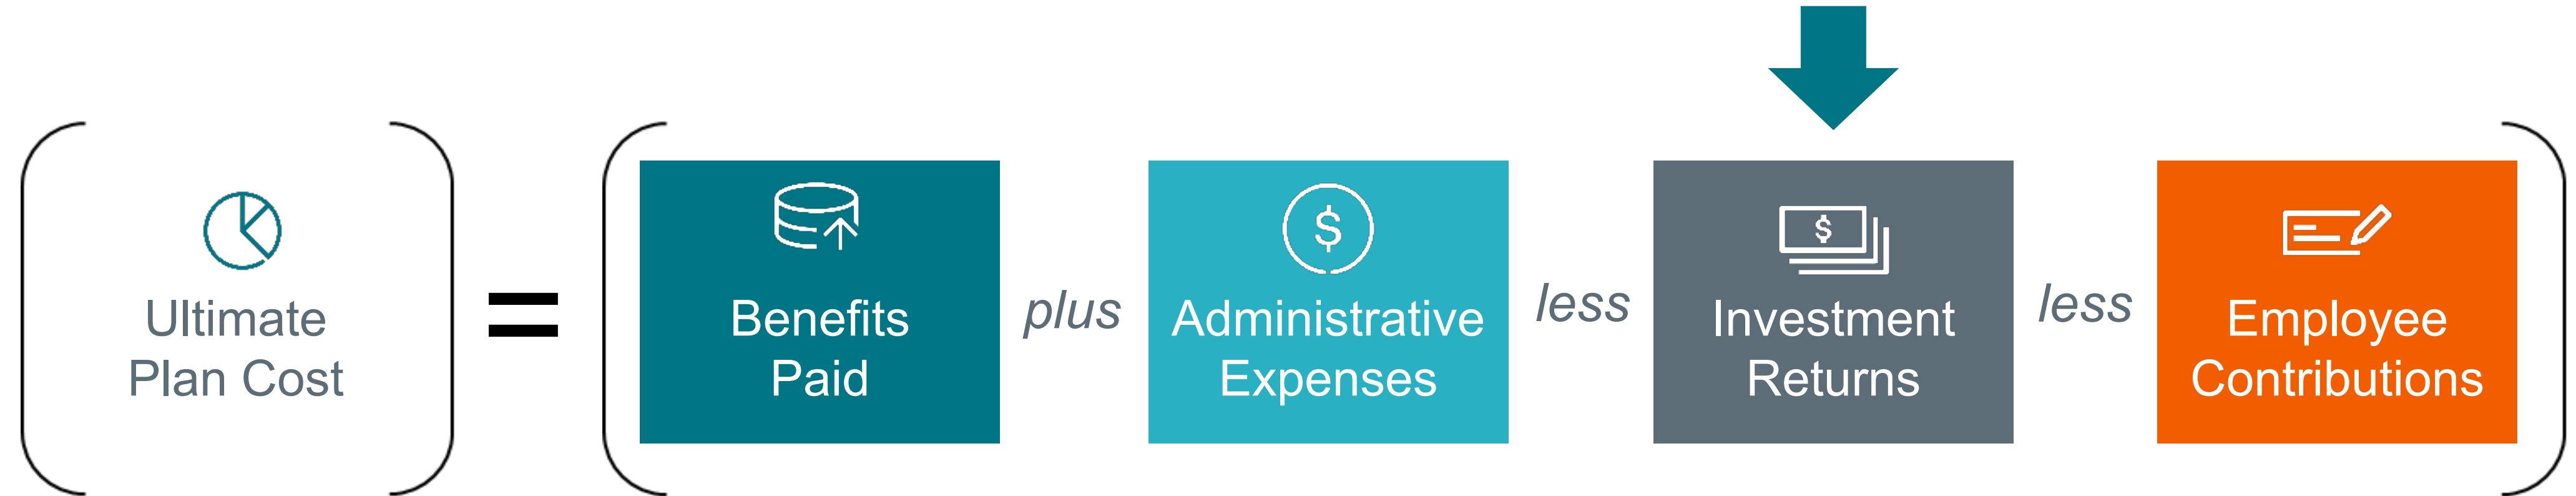 Ultimate
Plan Cost
=
Benefits
Paid
plus
$
Administrative
Expenses
less
$
Investment
Returns
less
Employee
Contributions